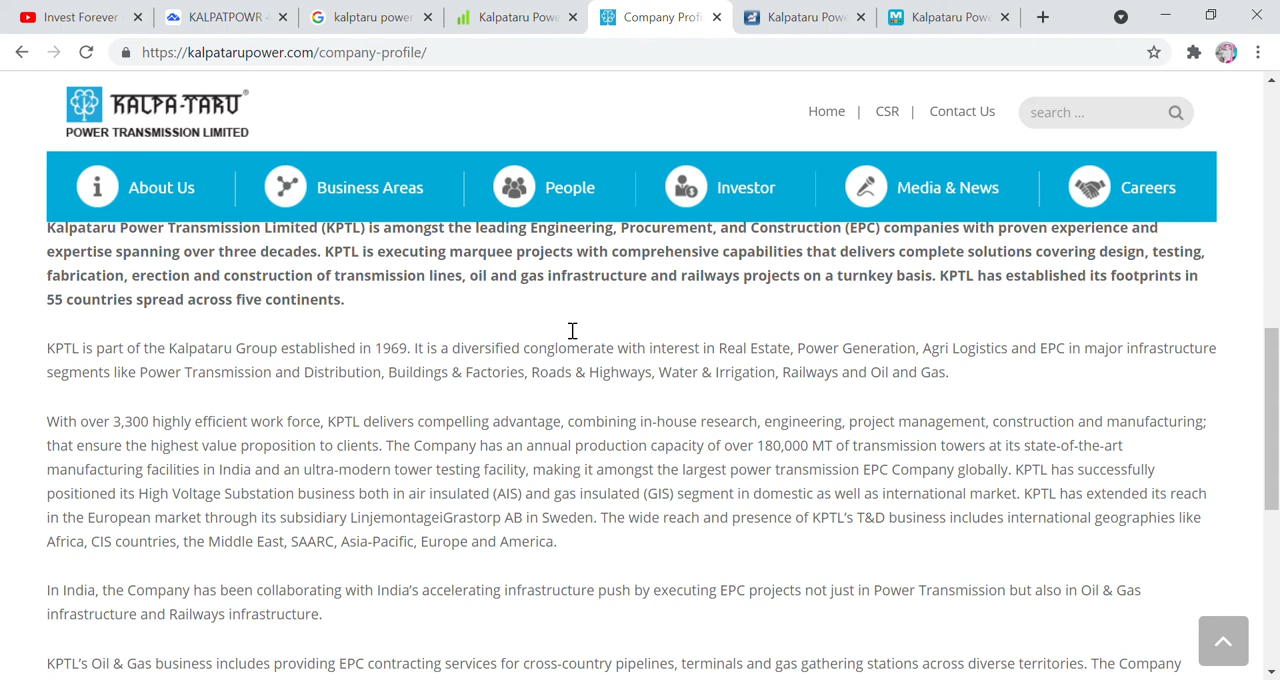 Invest Forever
KALPATPOWR 4
kalptaru power
Kalpataru Pow
Company Profi
Kalpataru Pow
Kalpataru Pow
https://kalpatarupower.com/company-profile/
KALPA-TARU®
POWER TRANSMISSION LIMITED
Home | CSR | Contact Us
search ...
About Us
Business Areas
People
Investor
Media & News
Careers
Kalpataru Power Transmission Limited (KPTL) is amongst the leading Engineering, Procurement, and Construction (EPC) companies with proven experience and
expertise spanning over three decades. KPTL is executing marquee projects with comprehensive capabilities that delivers complete solutions covering design, testing,
fabrication, erection and construction of transmission lines, oil and gas infrastructure and railways projects on a turnkey basis. KPTL has established its footprints in
55 countries spread across five continents.
KPTL is part of the Kalpataru Group established in 1969. It is a diversified conglomerate with interest in Real Estate, Power Generation, Agri Logistics and EPC in major infrastructure
segments like Power Transmission and Distribution, Buildings & Factories, Roads & Highways, Water & Irrigation, Railways and Oil and Gas.
With over 3,300 highly efficient work force, KPTL delivers compelling advantage, combining in-house research, engineering, project management, construction and manufacturing;
that ensure the highest value proposition to clients. The Company has an annual production capacity of over 180,000 MT of transmission towers at its state-of-the-art
manufacturing facilities in India and an ultra-modern tower testing facility, making it amongst the largest power transmission EPC Company globally. KPTL has successfully
positioned its High Voltage Substation business both in air insulated (AIS) and gas insulated (GIS) segment in domestic as well as international market. KPTL has extended its reach
in the European market through its subsidiary LinjemontageiGrastorp AB in Sweden. The wide reach and presence of KPTL's T&D business includes international geographies like
Africa, CIS countries, the Middle East, SAARC, Asia-Pacific, Europe and America.
In India, the Company has been collaborating with India's accelerating infrastructure push by executing EPC projects not just in Power Transmission but also in Oil & Gas
infrastructure and Railways infrastructure.
KPTL's Oil & Gas business includes providing EPC contracting services for cross-country pipelines, terminals and gas gathering stations across diverse territories. The Company